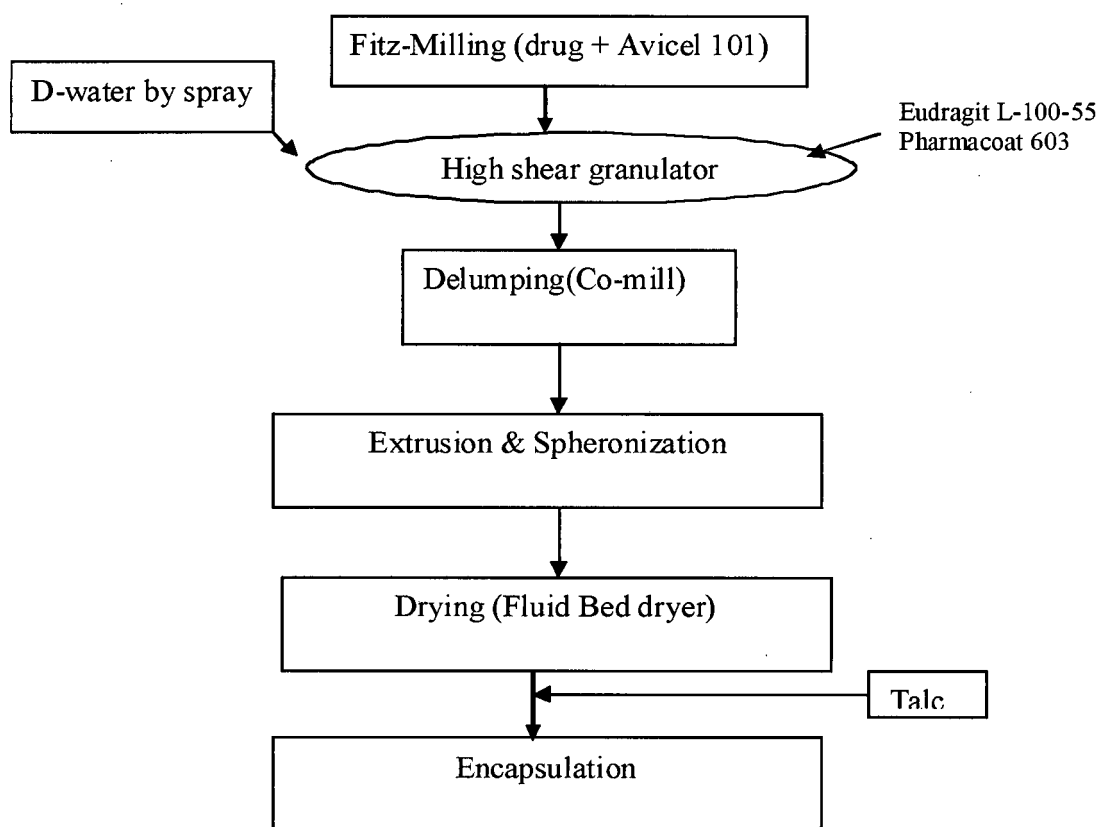 Fitz-Milling (drug + Avicel 101)
D-water by spray
Eudragit L-100-55
Pharmacoat 603
High shear granulator
Delumping(Co-mill)
Extrusion & Spheronization
Drying (Fluid Bed dryer)
Talc
Encapsulation